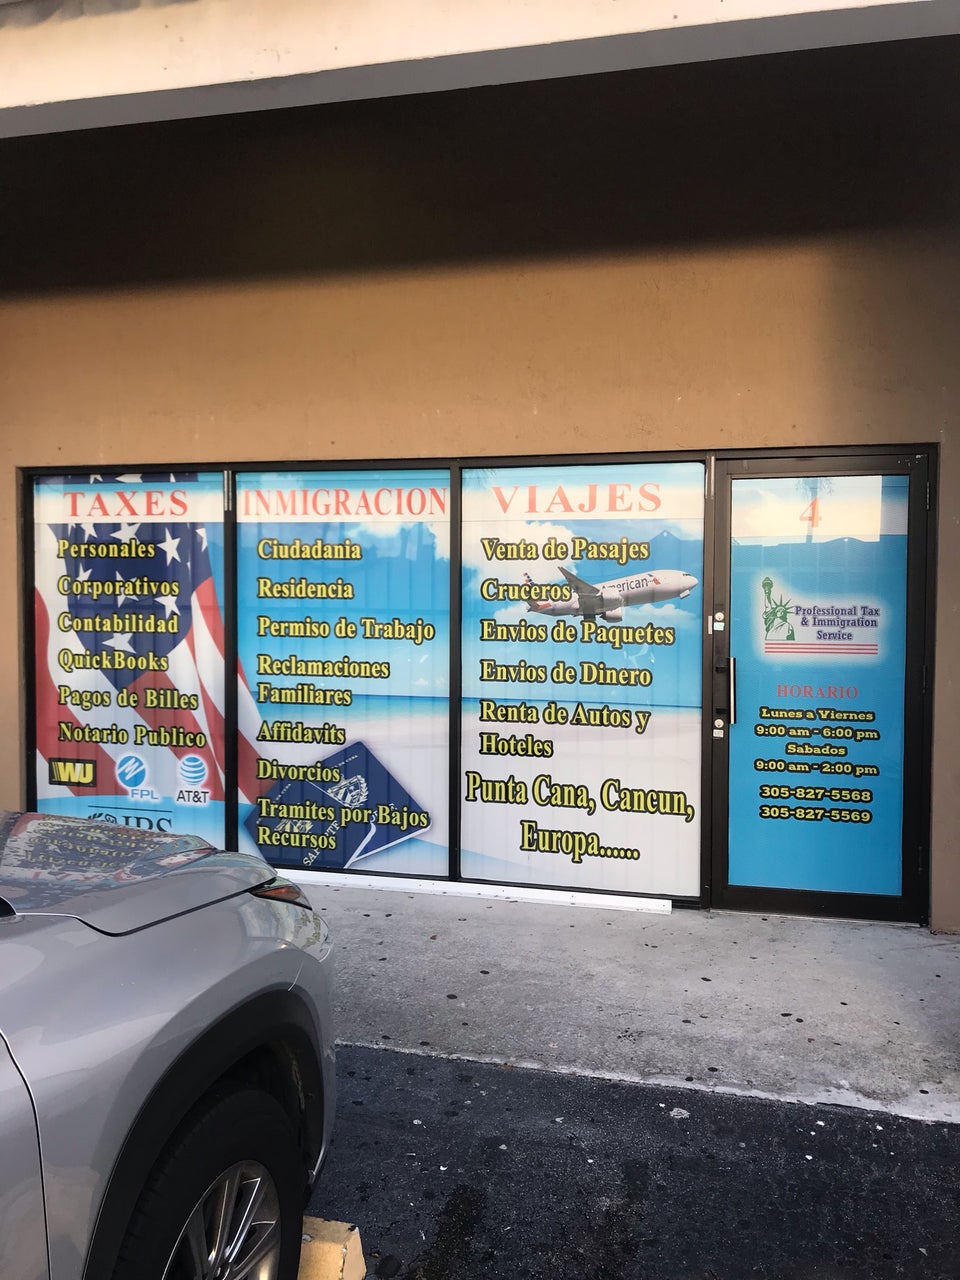 TAXES
Personales
Corporativos
Contabilidad
QuickBooks
Pagos de Billes
Notario Publico
WU
FPL
AT&T
IRS
INMIGRACION
Ciudadania
Residencia
Permiso de Trabajo
Reclamaciones
Familiares
Affidavits
Divorcios
Tramites por Bajos
Recursos
VIAJES
Venta de Pasajes
American
Cruceros
Envios de Paquetes
Envios de Dinero
Renta de Autos y
Hoteles
Punta Cana, Cancun,
Europa......
4
Professional Tax
& Immigration
Service
HORARIO
Lunes a Viernes
9:00 am - 6:00 pm
Sabados
9:00 am - 2:00 pm
305-827-5568
305-827-5569